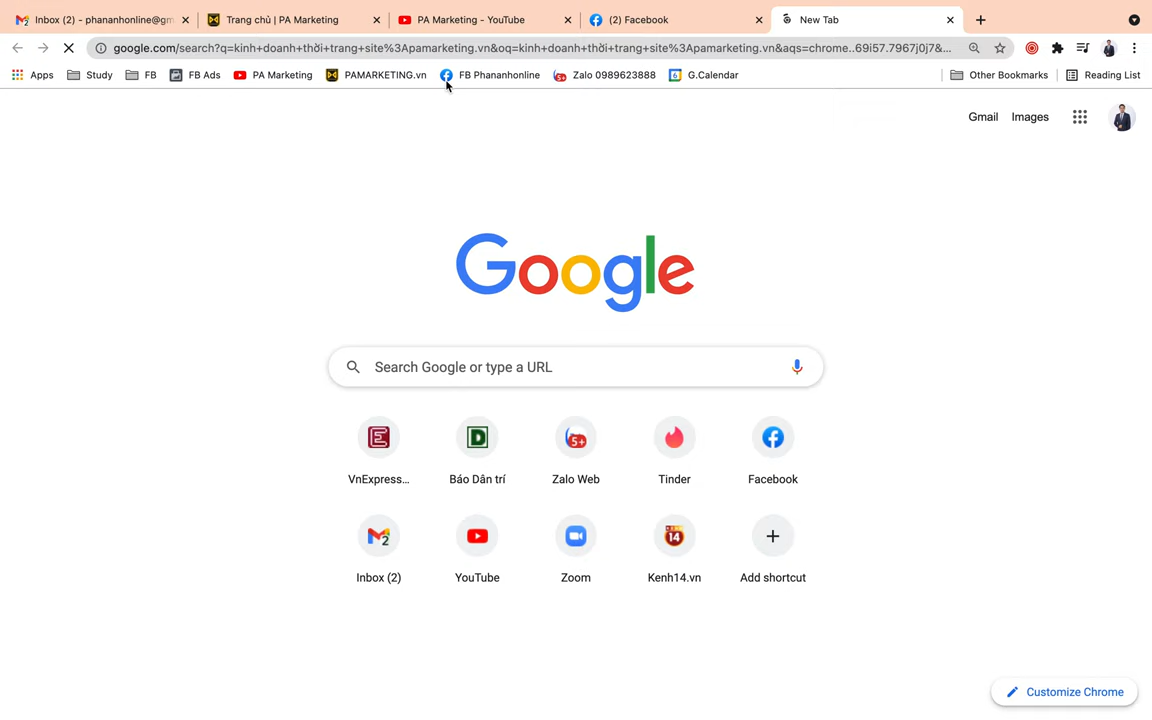 Inbox (2) - phananhonline@gm
Trang chủ | PA Marketing
PA Marketing - YouTube
(2) Facebook
New Tab
google.com/search?q=kinh+doanh+thời+trang+site%3Apamarketing.vn&oq=kinh+doanh+thời+trang+site%3Apamarketing.vn&aqs=chrome..69i57.7967j0j7&...
Apps
Study
FB
FB Ads
PA Marketing
PAMARKETING.vn
FB Phananhonline
Zalo 0989623888
G.Calendar
Other Bookmarks
Reading List
Gmail
Images
Google
Search Google or type a URL
VnExpress...
Báo Dân trí
Zalo Web
Tinder
Facebook
Inbox (2)
YouTube
Zoom
Kenh14.vn
Add shortcut
Customize Chrome